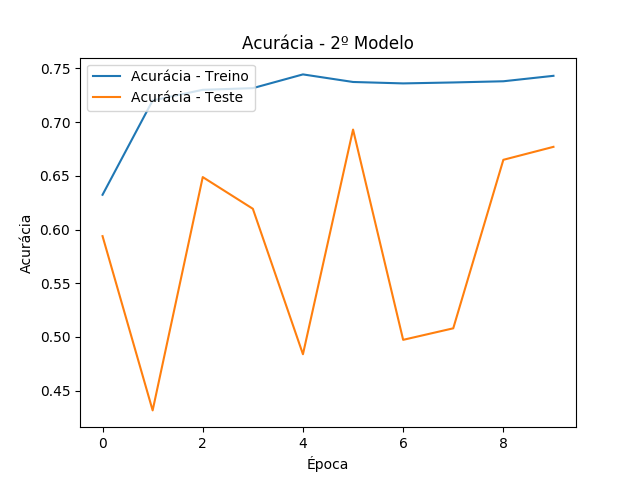 Acurácia - 2º Modelo
Acurácia - Treino
Acurácia - Teste
0.75
0.70
0.65
0.60
0.55
0.50
0.45
Acurácia
0 2 4 6 8
Época